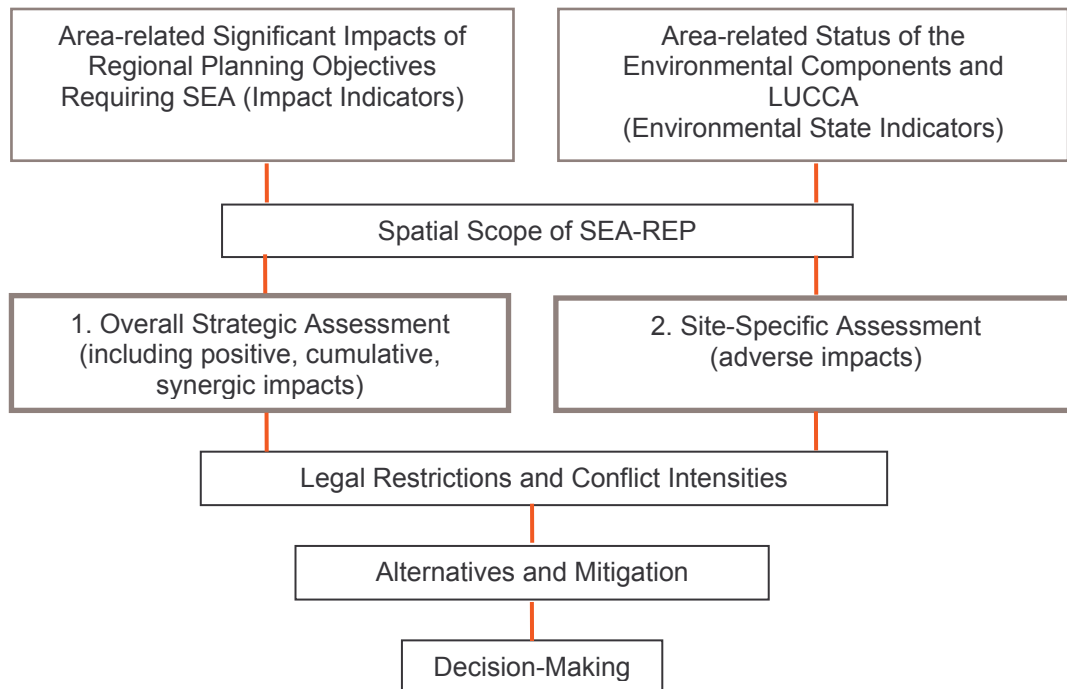 Area-related Significant Impacts of
Regional Planning Objectives
Requiring SEA (Impact Indicators)
Area-related Status of the
Environmental Components and
LUCCA
(Environmental State Indicators)
Spatial Scope of SEA-REP
1. Overall Strategic Assessment
(including positive, cumulative,
synergic impacts)
2. Site-Specific Assessment
(adverse impacts)
Legal Restrictions and Conflict Intensities
Alternatives and Mitigation
Decision-Making